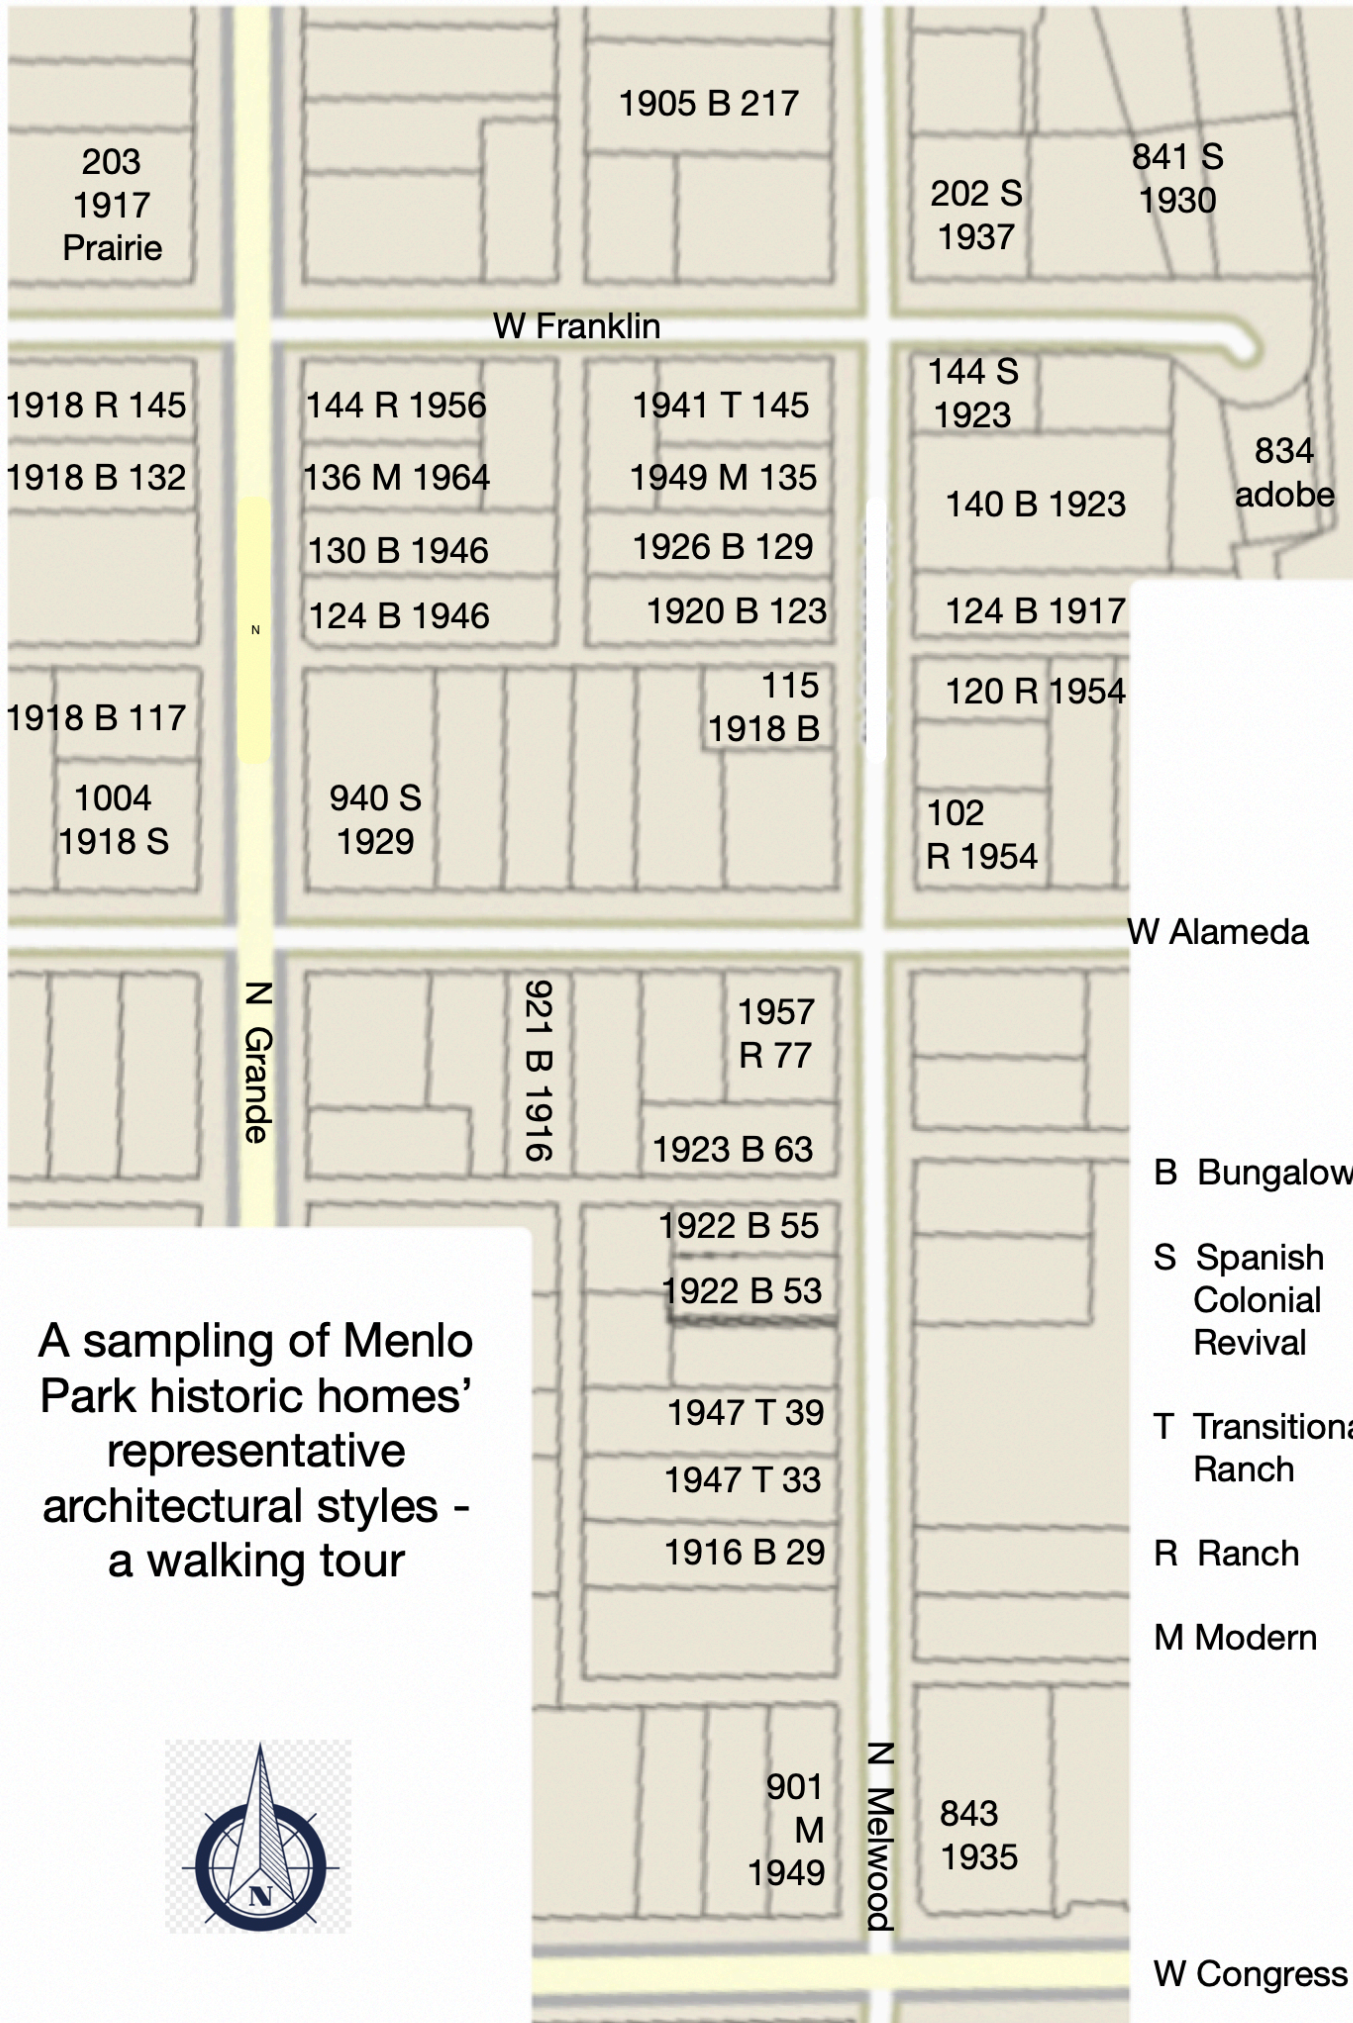 1905 B 217
203
1917
Prairie
202 S
1937
841 S
1930
W Franklin
1918 R 145
144 R 1956
1941 T 145
144 S
1923
1918 B 132
136 M 1964
1949 M 135
140 B 1923
834
adobe
130 B 1946
1926 B 129
124 B 1946
1920 B 123
124 B 1917
N
1918 B 117
115
1918 B
120 R 1954
1004
1918 S
940 S
1929
102
R 1954
W Alameda
N Grande
921 B 1916
1957
R 77
1923 B 63
1922 B 55
1922 B 53
1947 T 39
1947 T 33
1916 B 29
B Bungalow
S Spanish
Colonial
Revival
T Transitiona
Ranch
R Ranch
M Modern
A sampling of Menlo
Park historic homes’
representative
architectural styles -
a walking tour
N
901
M
1949
N Melwood
843
1935
W Congress